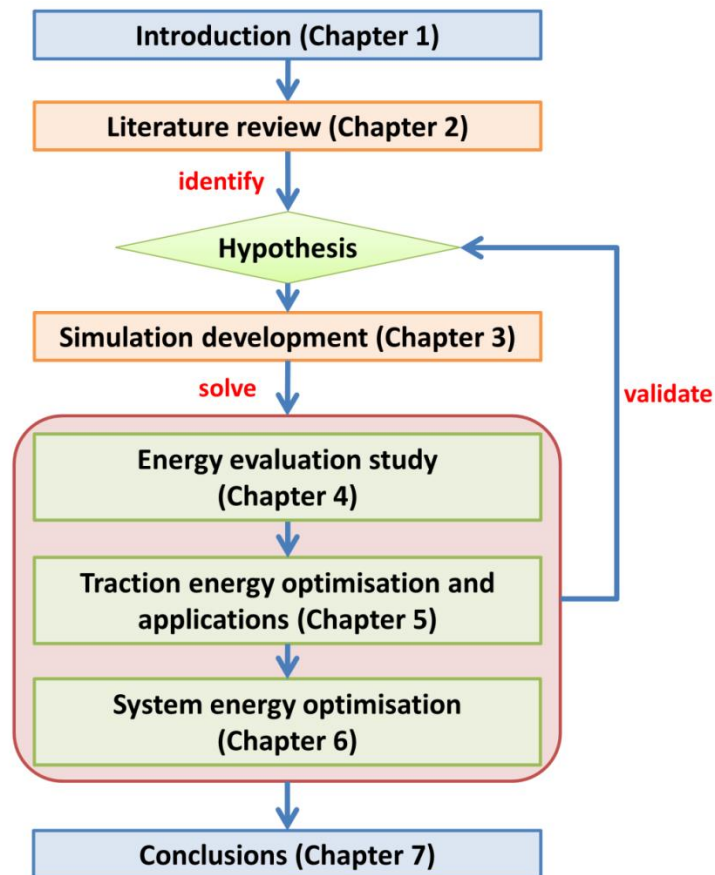 Introduction (Chapter 1)
Literature review (Chapter 2)
identify
Hypothesis
Simulation development (Chapter 3)
solve
validate
Energy evaluation study
(Chapter 4)
Traction energy optimisation and
applications (Chapter 5)
System energy optimisation
(Chapter 6)
Conclusions (Chapter 7)